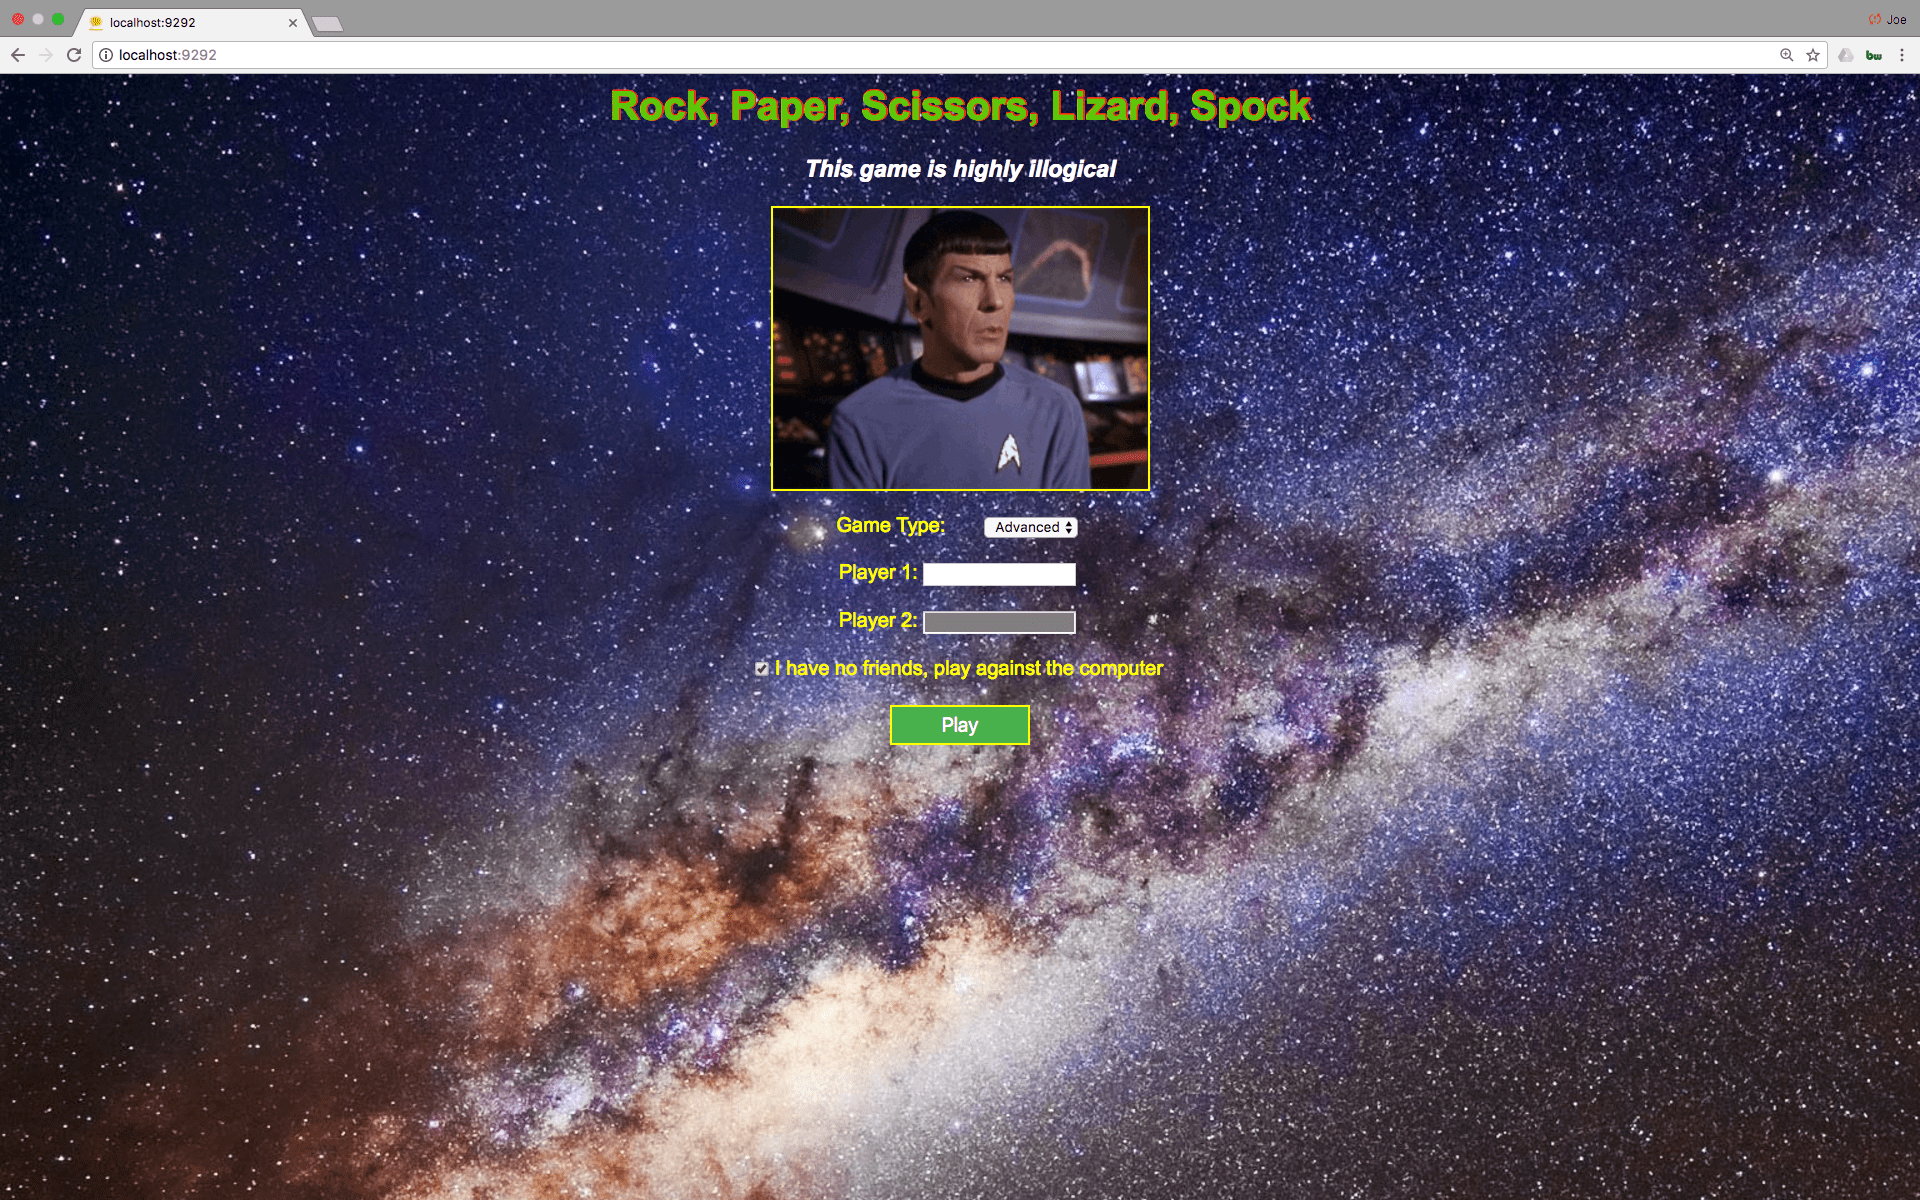 localhost:9292
Joe
localhost:9292
bw
Rock, Paper, Scissors, Lizard, Spock
This game is highly illogical
Game Type: Advanced
Player 1:
Player 2:
I have no friends, play against the computer
Play